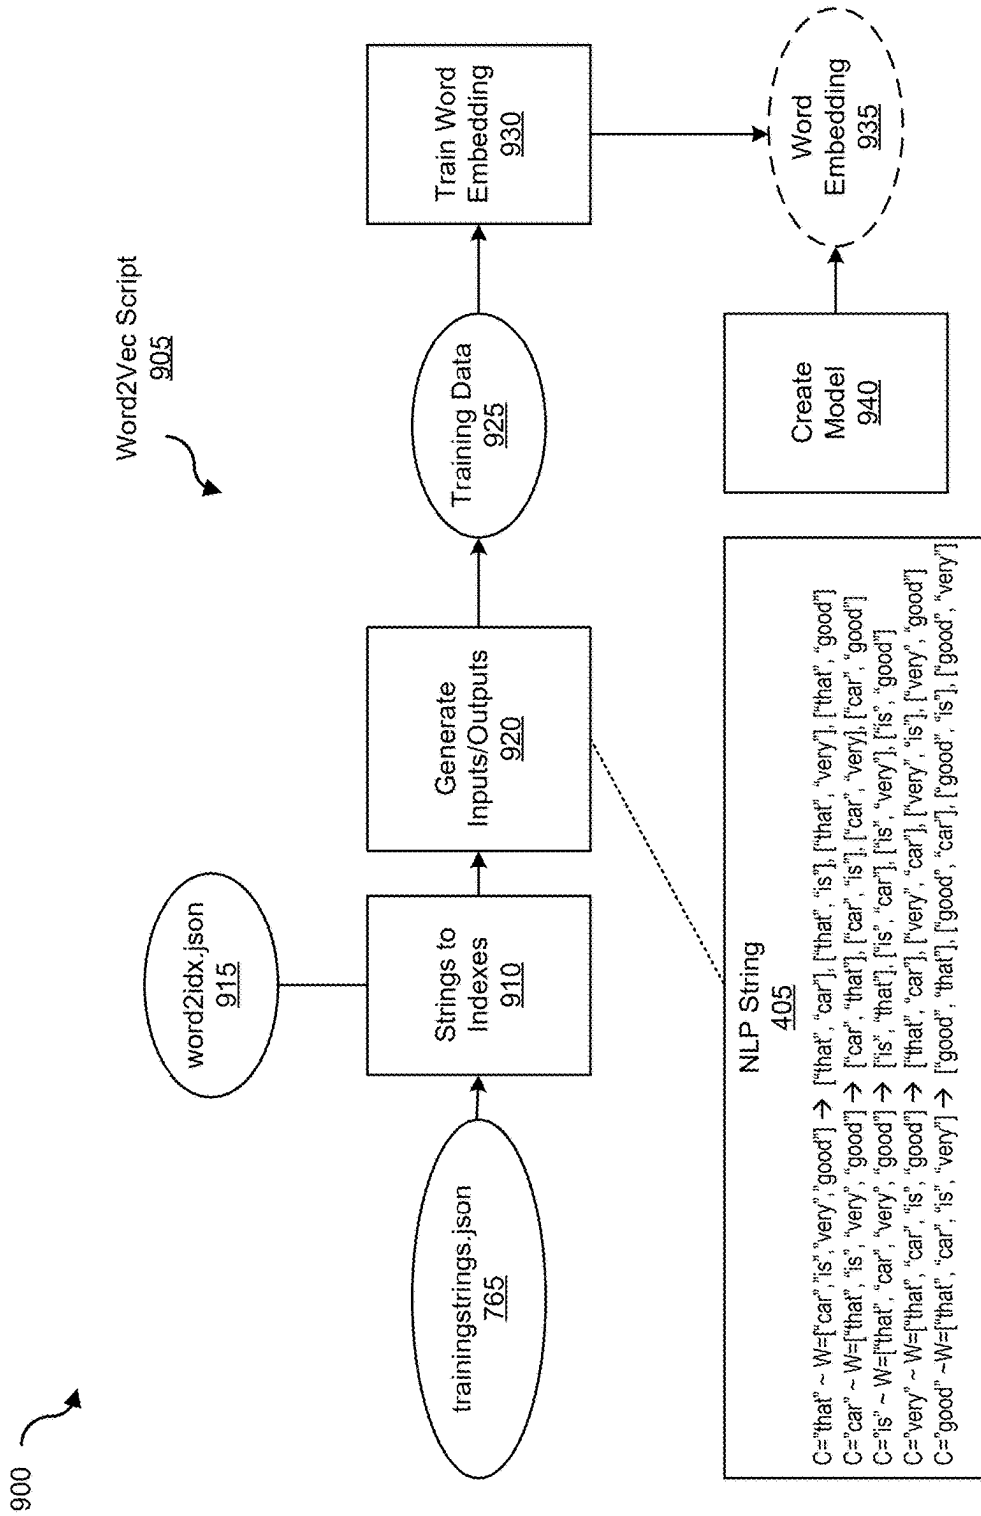 900
Word2Vec Script
905
word2idx.json
915
trainingstrings.json
765
Strings to
Indexes
910
Generate
Inputs/Outputs
920
Training Data
925
Train Word
Embedding
930
NLP String
405
C=”that” ~ W=[“car”,”is”,”very”,”good”] → [“that”, “car”], [“that”, “is”], [“that”, “very”], [“that”, “good”]
C=”car” ~ W=[“that”, “is”, “very”, “good”] → [“car”, “that”], [“car”, “is”], [“car”, “very], [“car”, “good”]
C=”is” ~ W=[“that”, “car”, “very”, “good”] → [“is”, “that”], [“is”, “car”], [“is”, “very”], [“is”, “good”]
C=”very” ~ W=[“that”, “car”, “is”, “good”] → [“that”, “car”], [“very”, “car”], [“very”, “is”], [“very”, “good”]
C=”good” ~W=[“that”, “car”, “is”, “very”] → [“good”, “that”], [“good”, “car”], [“good”, “is”], [“good”, “very”]
Create
Model
940
Word
Embedding
935